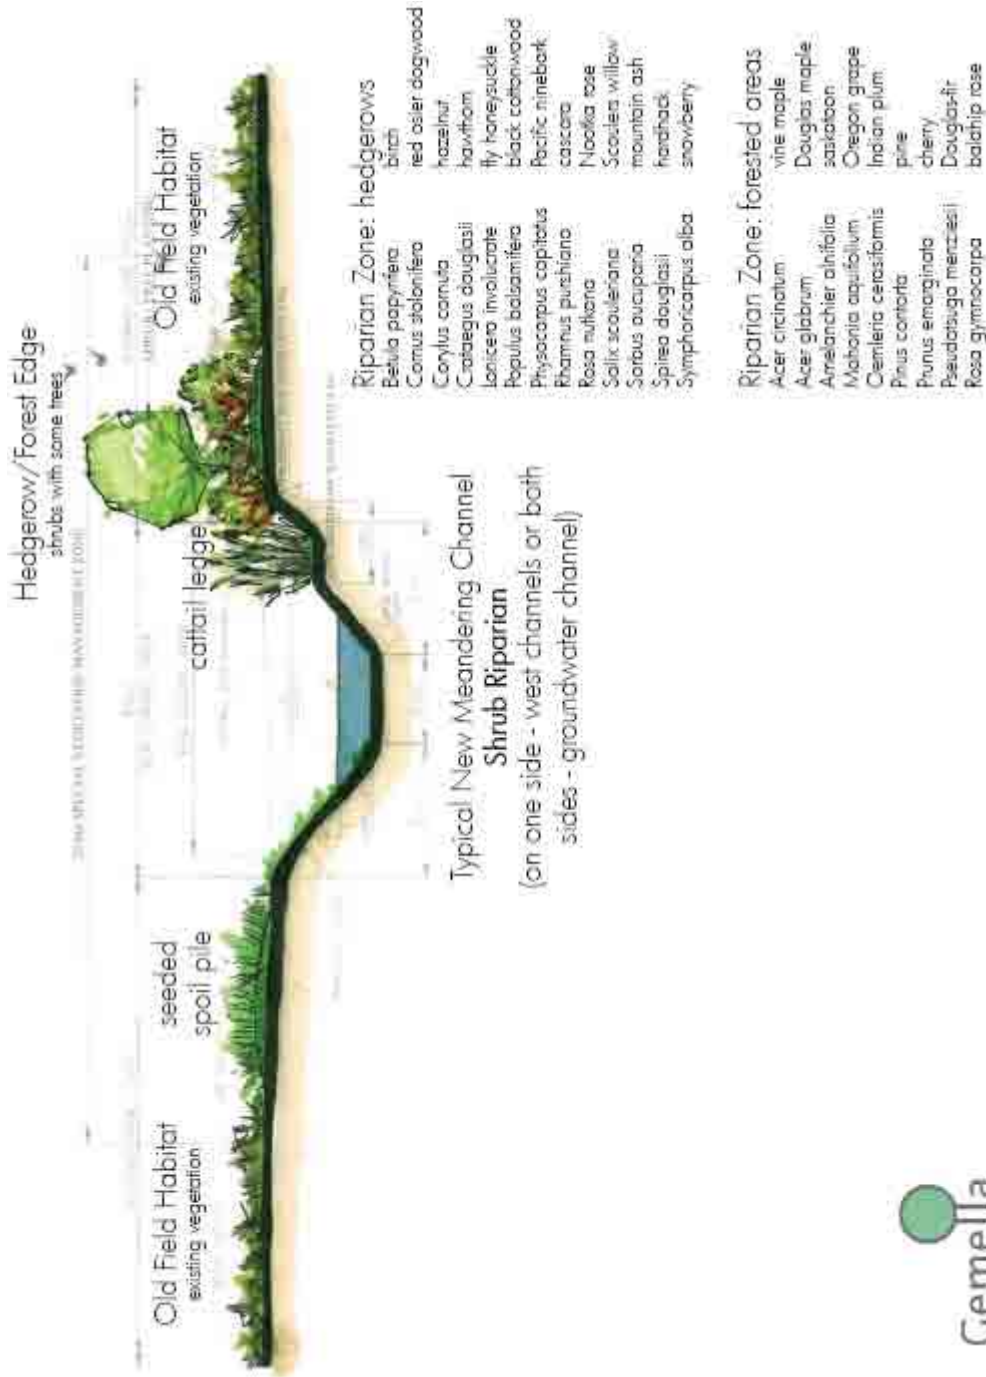 Hedgerow/Forest Edge
shrubs with some trees
Old Field Habitat
existing vegetation
seeded
spoil pile
cattail ledge
Old Field Habitat
existing vegetation
Typical New Meandering Channel
Shrub Riparian
(on one side - west channels or both
sides - groundwater channel)
Riparian Zone: hedgerows
Betula papyrifera birch
Cornus stolonifera red osier dogwood
Corylus cornuta hazelnut
Crataegus douglasii hawthorn
Lonicera involucrate fly honeysuckle
Populus balsamifera black cottonwood
Physocarpus capitatus Pacific ninebark
Rhamnus purshiana cascara
Rosa nutkana Nootka rose
Salix scouleriana Scoulers willow
Sorbus aucuparia mountain ash
Spirea douglasii hardhack
Symphoricarpus alba snowberry
Riparian Zone: forested areas
Acer circinatum vine maple
Acer glabrum Douglas maple
Amelanchier alnifolia saskatoon
Mahonia aquifolium Oregon grape
Oemleria cerasiformis Indian plum
Pinus contorta pine
Prunus emarginata cherry
Pseudotsuga menziesii Douglas-fir
Rosa gymnocarpa baldhip rose
Gemella